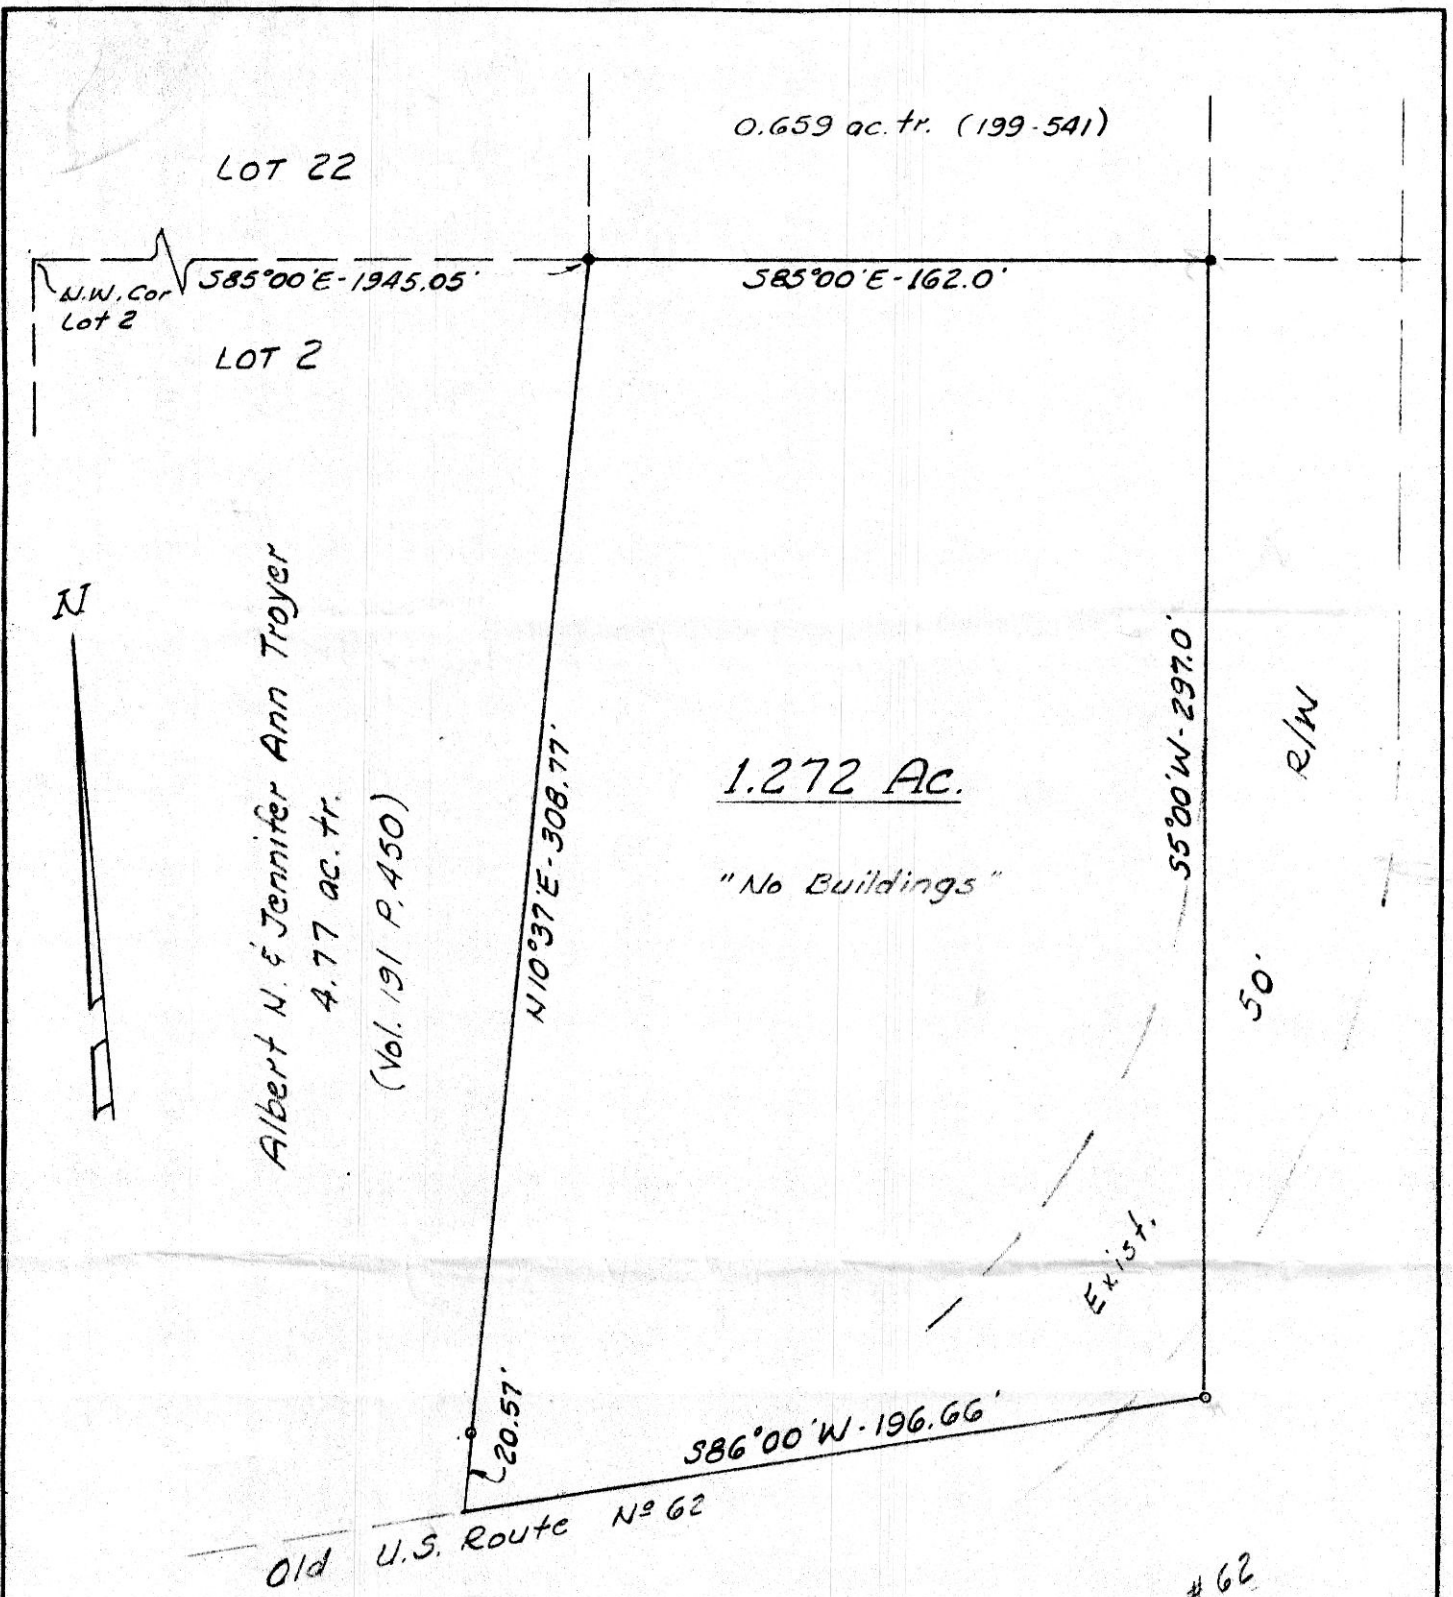 0.659 ac. tr. (199-541)
LOT 22
S85°00'E-1945.05'
S85°00'E-162.0'
N.W. Cor
Lot 2
LOT 2
N
Albert N. & Jennifer Ann Troyer
4.77 ac. tr.
(Vol. 191 P. 450)
N10°37'E-308.77'
1.272 Ac.
"No Buildings"
S5°00'W-297.0'
R/W
50'
Exist.
20.57'
S86°00'W-196.66'
Old U.S. Route Nº 62
# 62